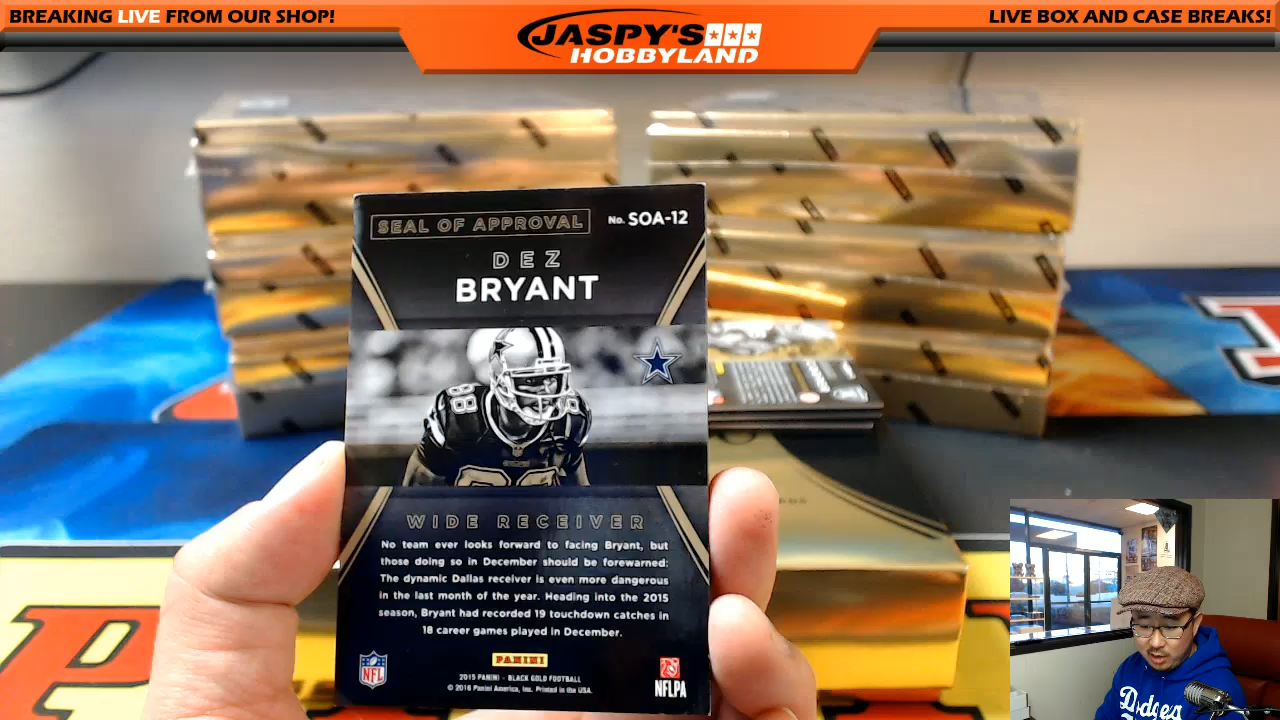 BREAKING LIVE FROM OUR SHOP!
JASPY'S
HOBBYLAND
LIVE BOX AND CASE BREAKS!
SEAL OF APPROVAL
No. SOA-12
DEZ
BRYANT
88
WIDE RECEIVER
No team ever looks forward to facing Bryant, but
those doing so in December should be forewarned:
The dynamic Dallas receiver is even more dangerous
in the last month of the year. Heading into the 2015
season, Bryant had recorded 19 touchdown catches in
18 career games played in December.
PANINI
NFL
NFLPA
2015 PANINI - BLACK GOLD FOOTBALL
© 2016 Panini America, Inc. Printed in the USA.
Dodgers